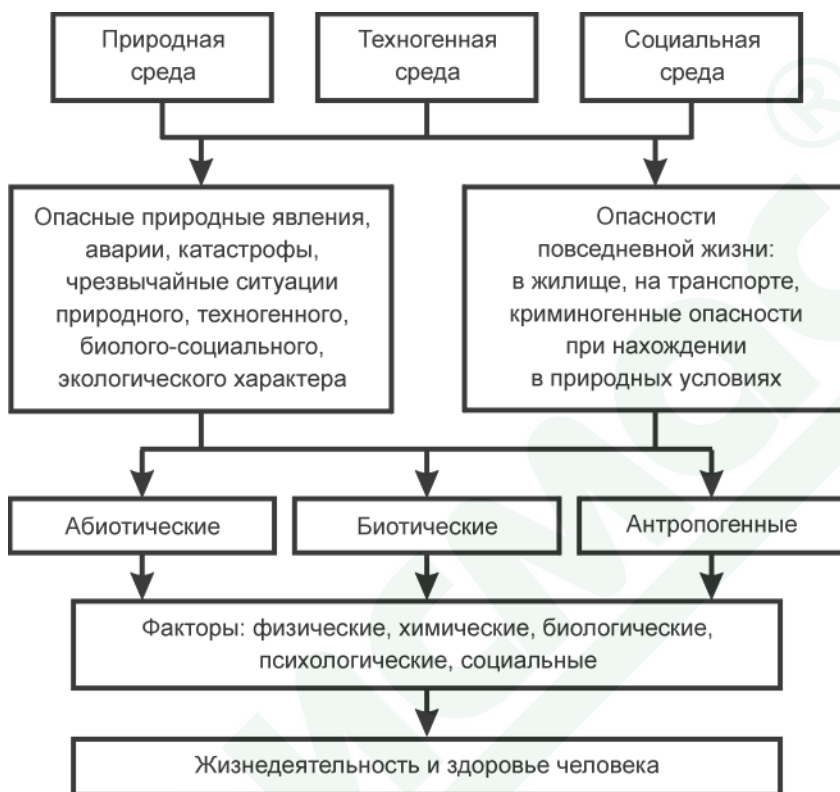 Природная
среда
Техногенная
среда
Социальная
среда
Опасные природные явления,
аварии, катастрофы,
чрезвычайные ситуации
природного, техногенного,
биолого-социального,
экологического характера
Опасности
повседневной жизни:
в жилище, на транспорте,
криминогенные опасности
при нахождении
в природных условиях
Абиотические
Биотические
Антропогенные
Факторы: физические, химические, биологические,
психологические, социальные
Жизнедеятельность и здоровье человека